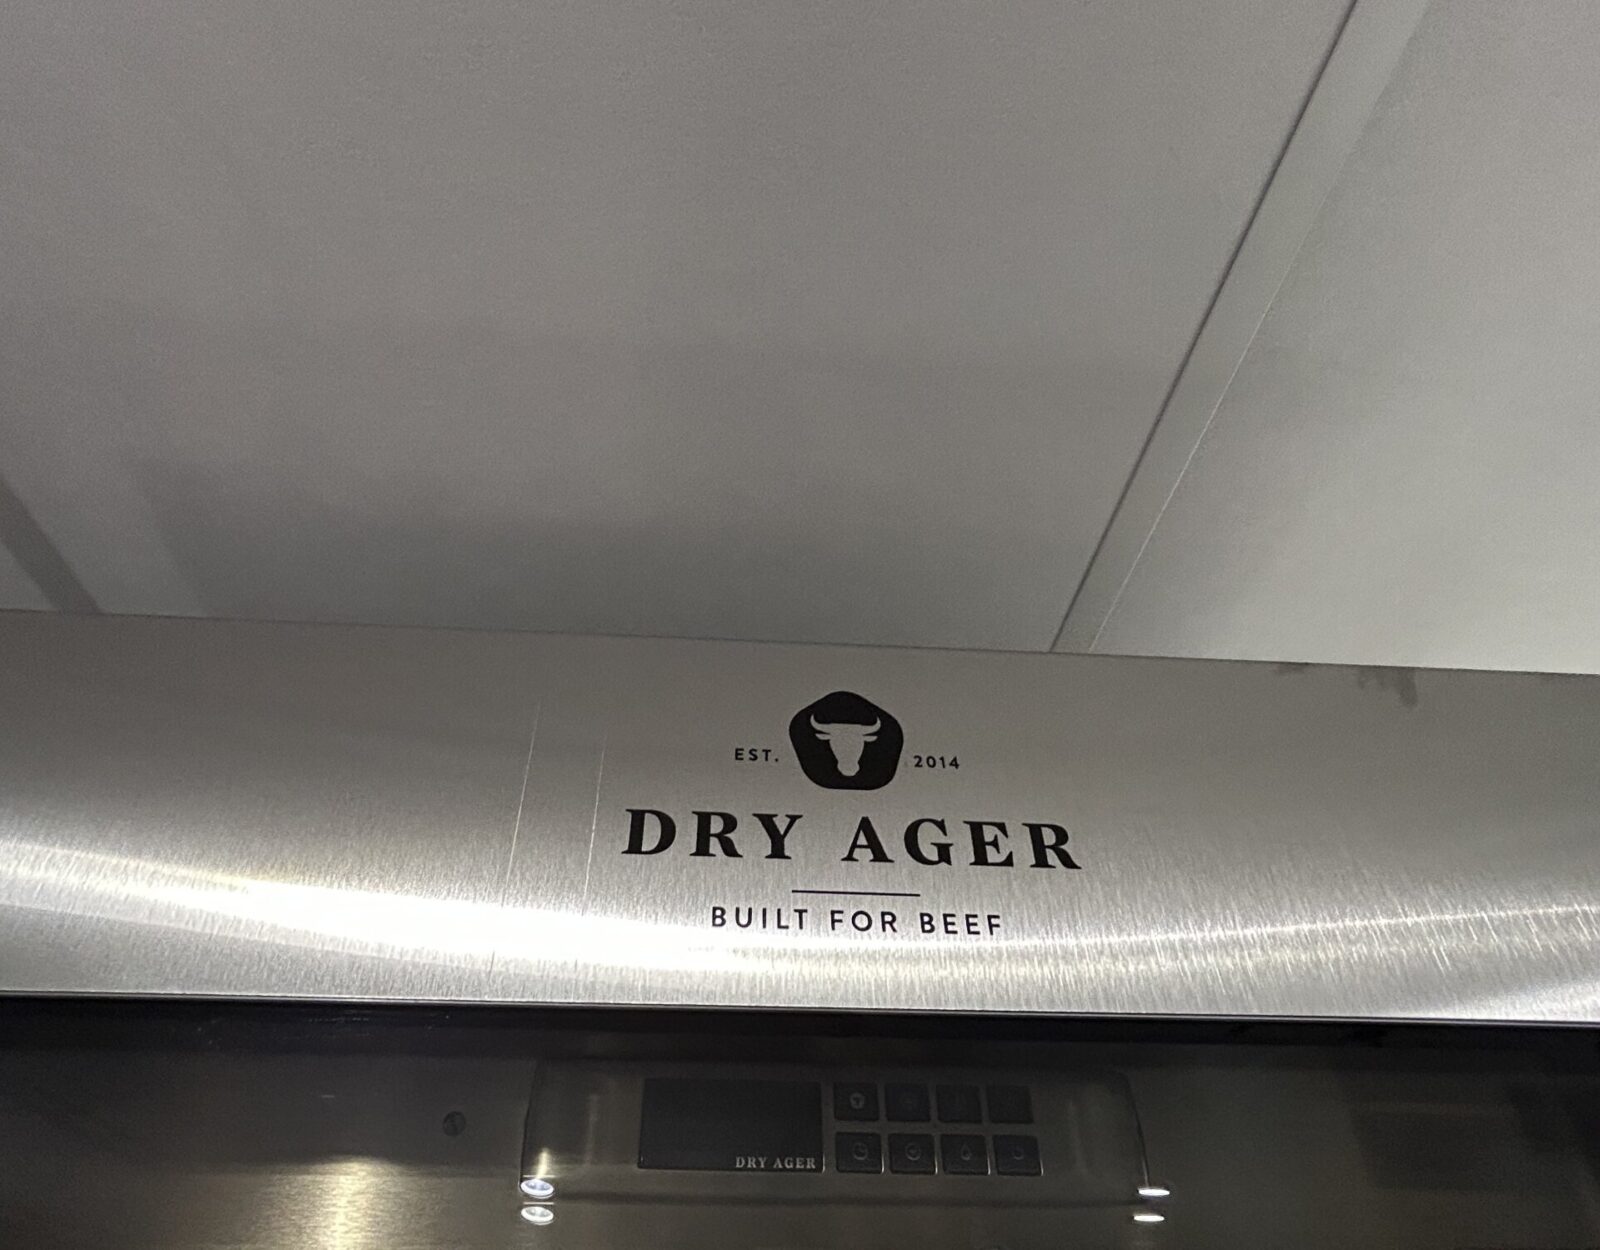 EST. 2014
DRY AGER
BUILT FOR BEEF
DRY AGER